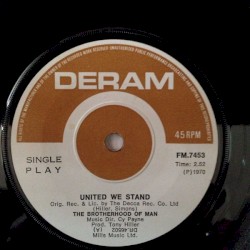 DERAM
45 RPM
SINGLE
PLAY
FM.7453
Time: 2,52
(P)1970
UNITED WE STAND
Orig. Rec. & Lic. by The Decca Rec. Co. Ltd
(Hiller, Simons)
THE BROTHERHOOD OF MAN
Music Dir. Cy Payne
Prod. Tony Hiller
Mills Music Ltd.